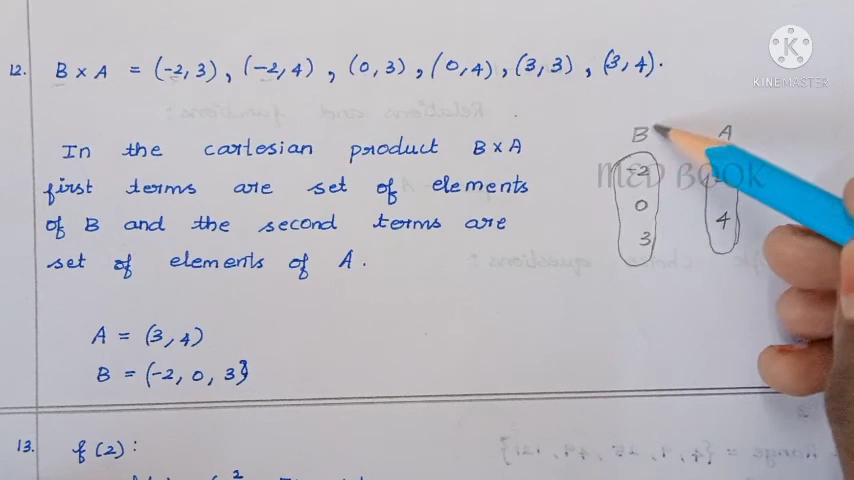 12. B × A = (-2, 3), (-2, 4), (0, 3), (0, 4), (3, 3), (3, 4).
KINEMASTER
In the cartesian product B × A
first terms are set of elements
of B and the second terms are
set of elements of A.
B A
MED BOOK
-2
0 4
3
A = (3, 4)
B = (-2, 0, 3}
13. f(2):